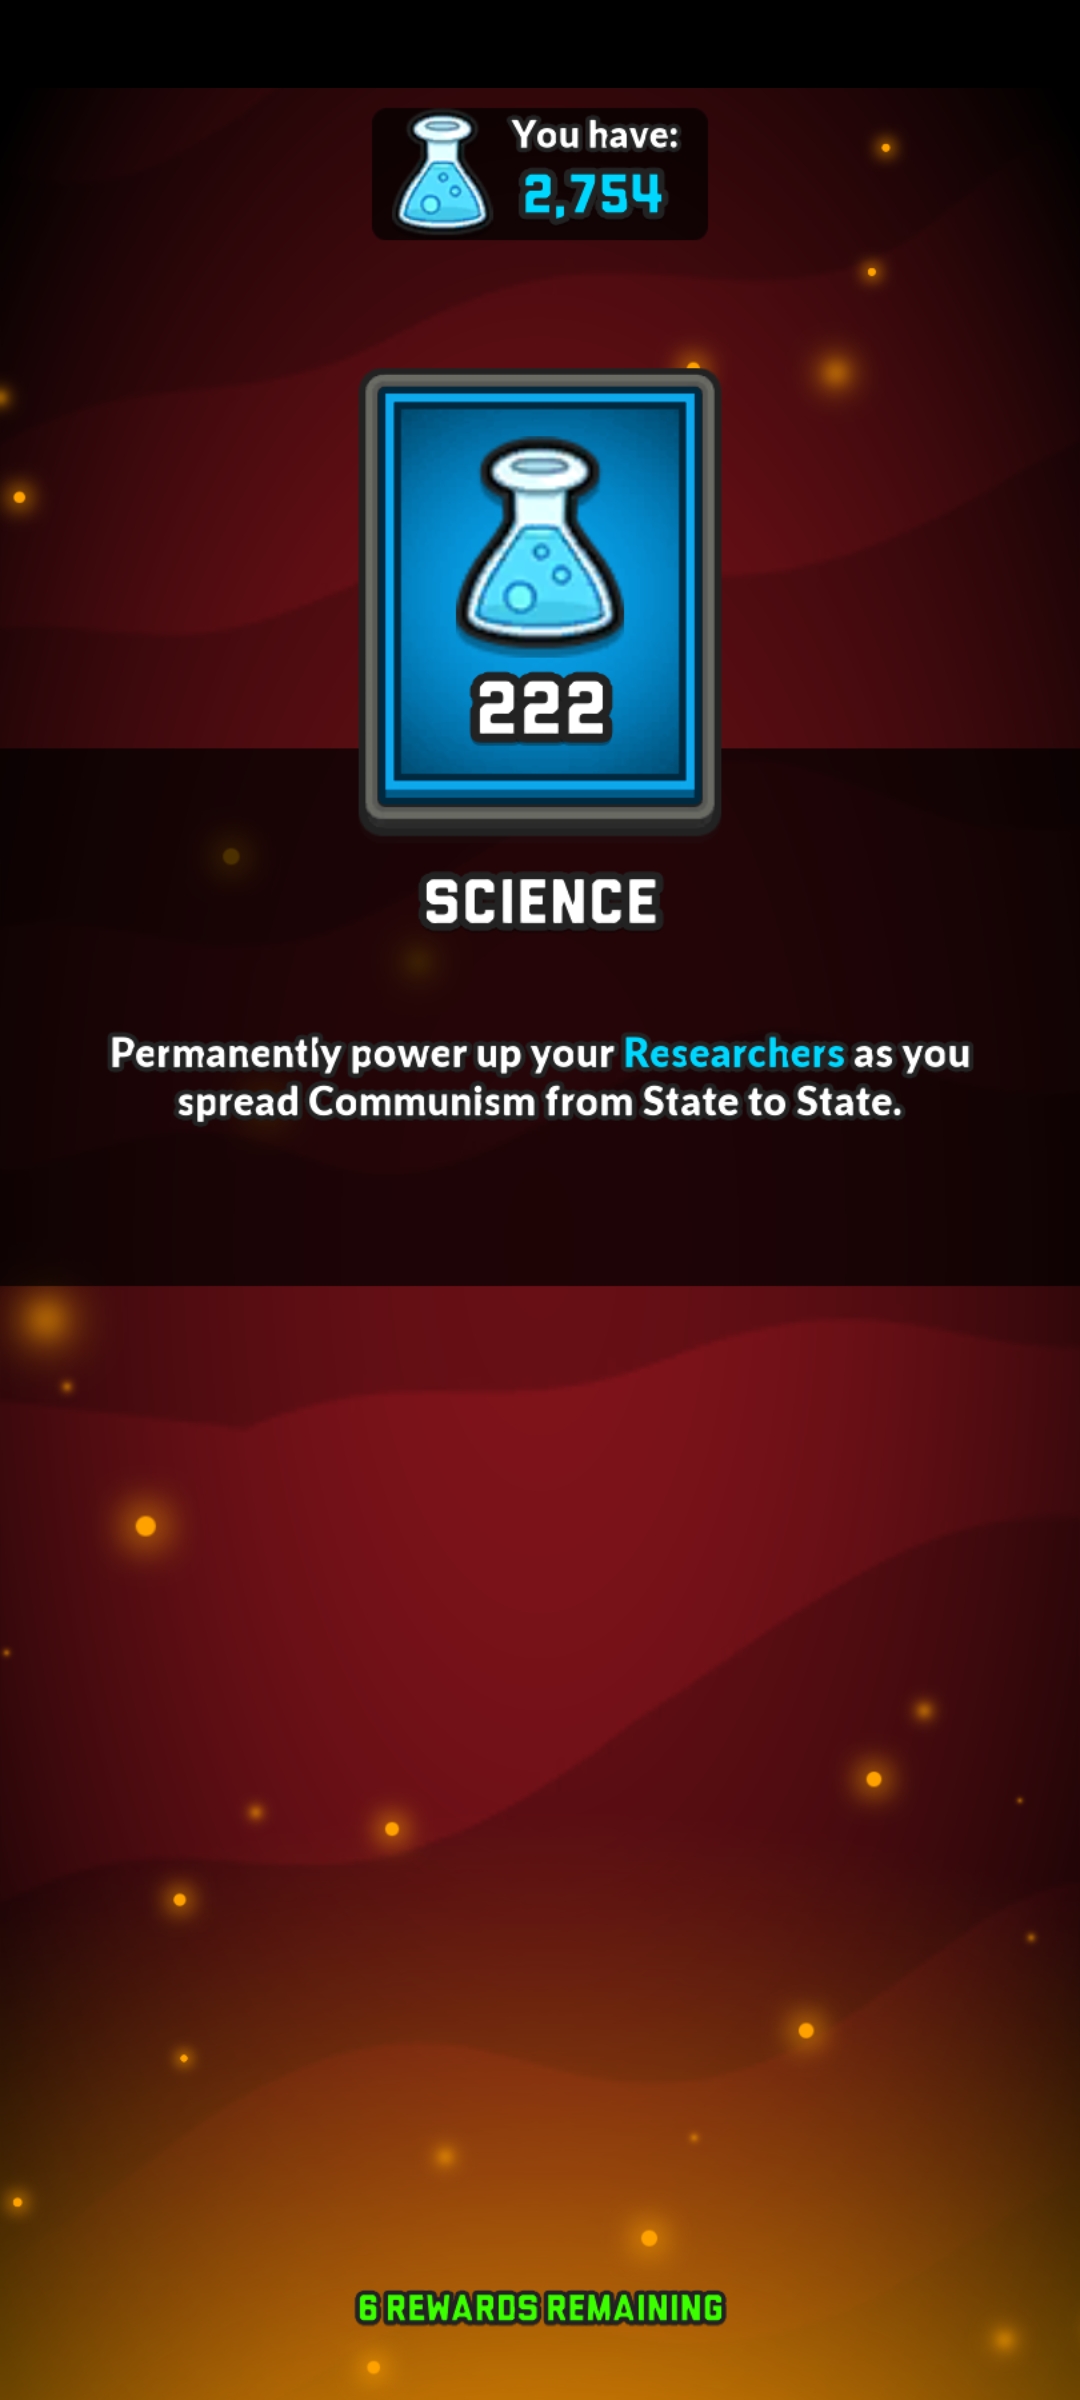 You have:
2,754
222
SCIENCE
Permanently power up your Researchers as you
spread Communism from State to State.
6 REWARDS REMAINING